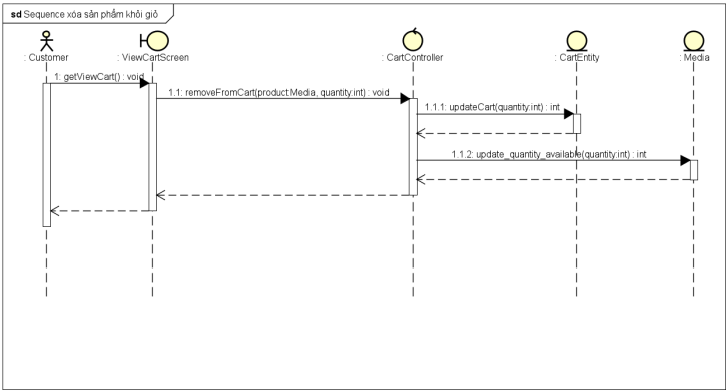 sd Sequence xóa sản phẩm khỏi giỏ
: Customer
: ViewCartScreen
: CartController
: CartEntity
: Media
1: getViewCart() : void
1.1: removeFromCart(product:Media, quantity:int) : void
1.1.1: updateCart(quantity:int) : int
1.1.2: update_quantity_available(quantity:int) : int